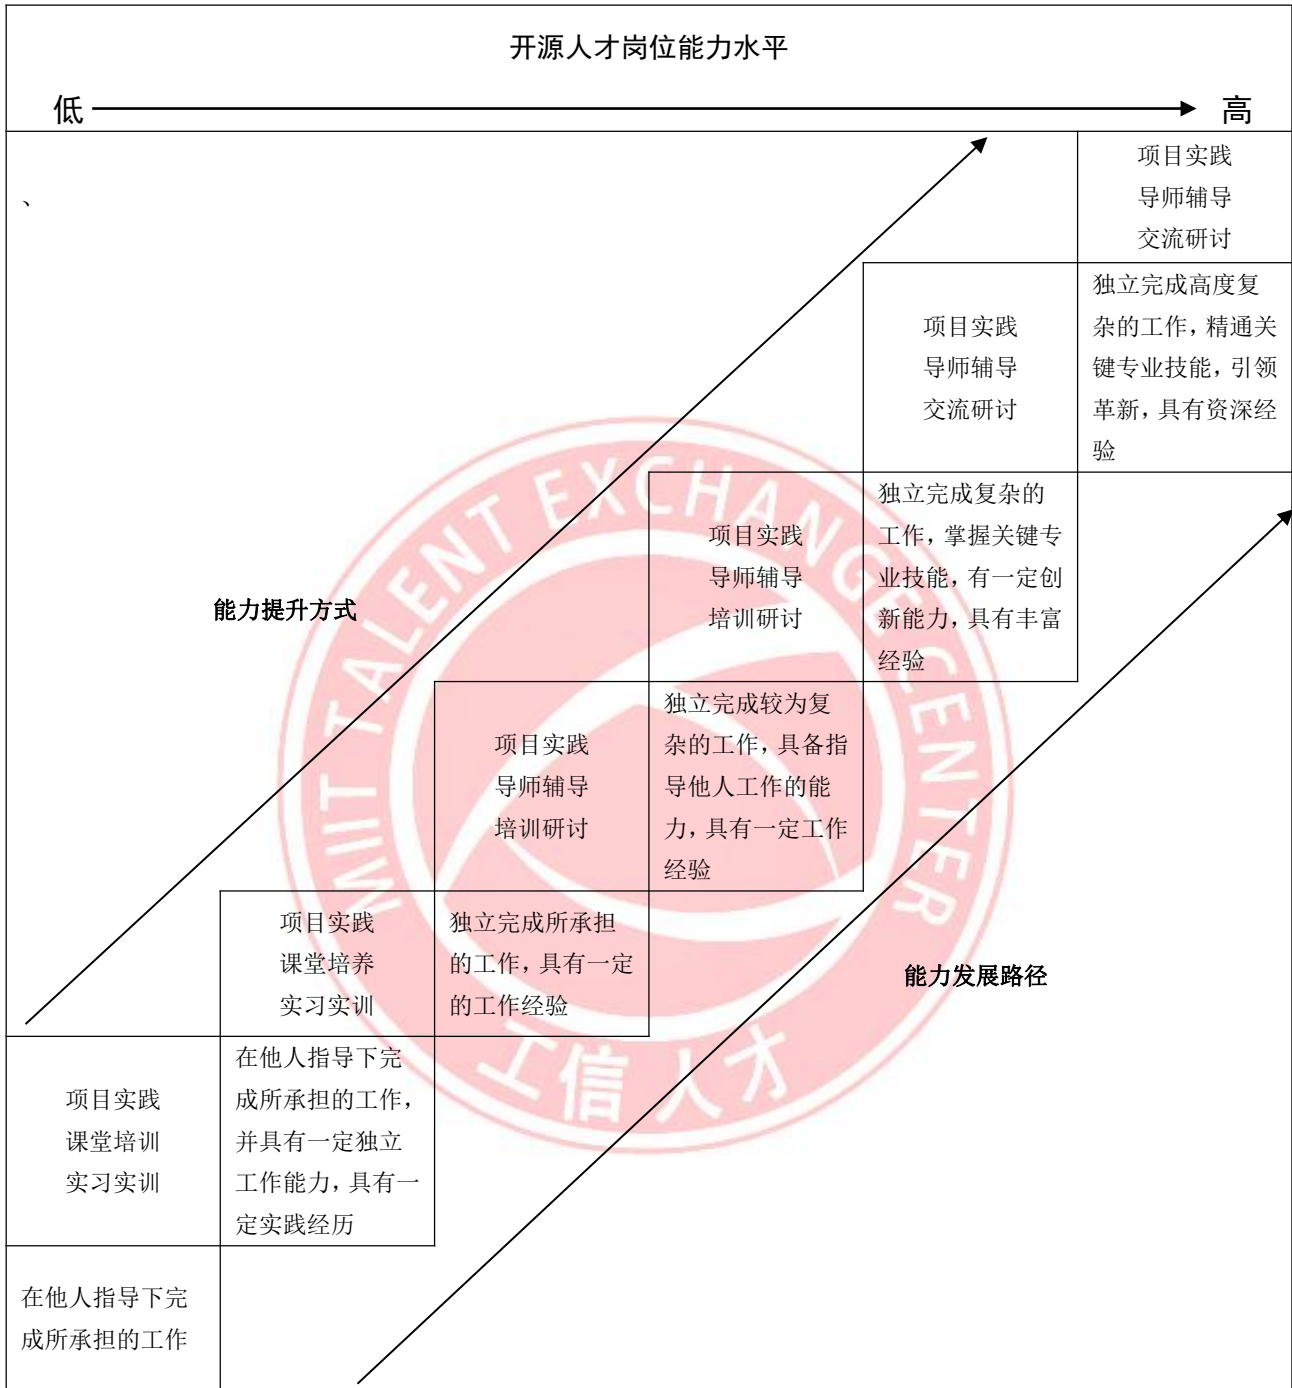 开源人才岗位能力水平
低
高
、
项目实践
导师辅导
交流研讨
项目实践
导师辅导
交流研讨
独立完成高度复
杂的工作,精通关
键专业技能,引领
革新,具有资深经
验
能力提升方式
项目实践
导师辅导
培训研讨
独立完成复杂的
工作,掌握关键专
业技能,有一定创
新能力,具有丰富
经验
项目实践
导师辅导
培训研讨
独立完成较为复
杂的工作,具备指
导他人工作的能
力,具有一定工作
经验
项目实践
课堂培养
实习实训
独立完成所承担
的工作,具有一定
的工作经验
能力发展路径
项目实践
课堂培训
实习实训
在他人指导下完
成所承担的工作,
并具有一定独立
工作能力,具有一
定实践经历
在他人指导下完
成所承担的工作
MIIT TALENT EXCHANGE CENTER
工信人才